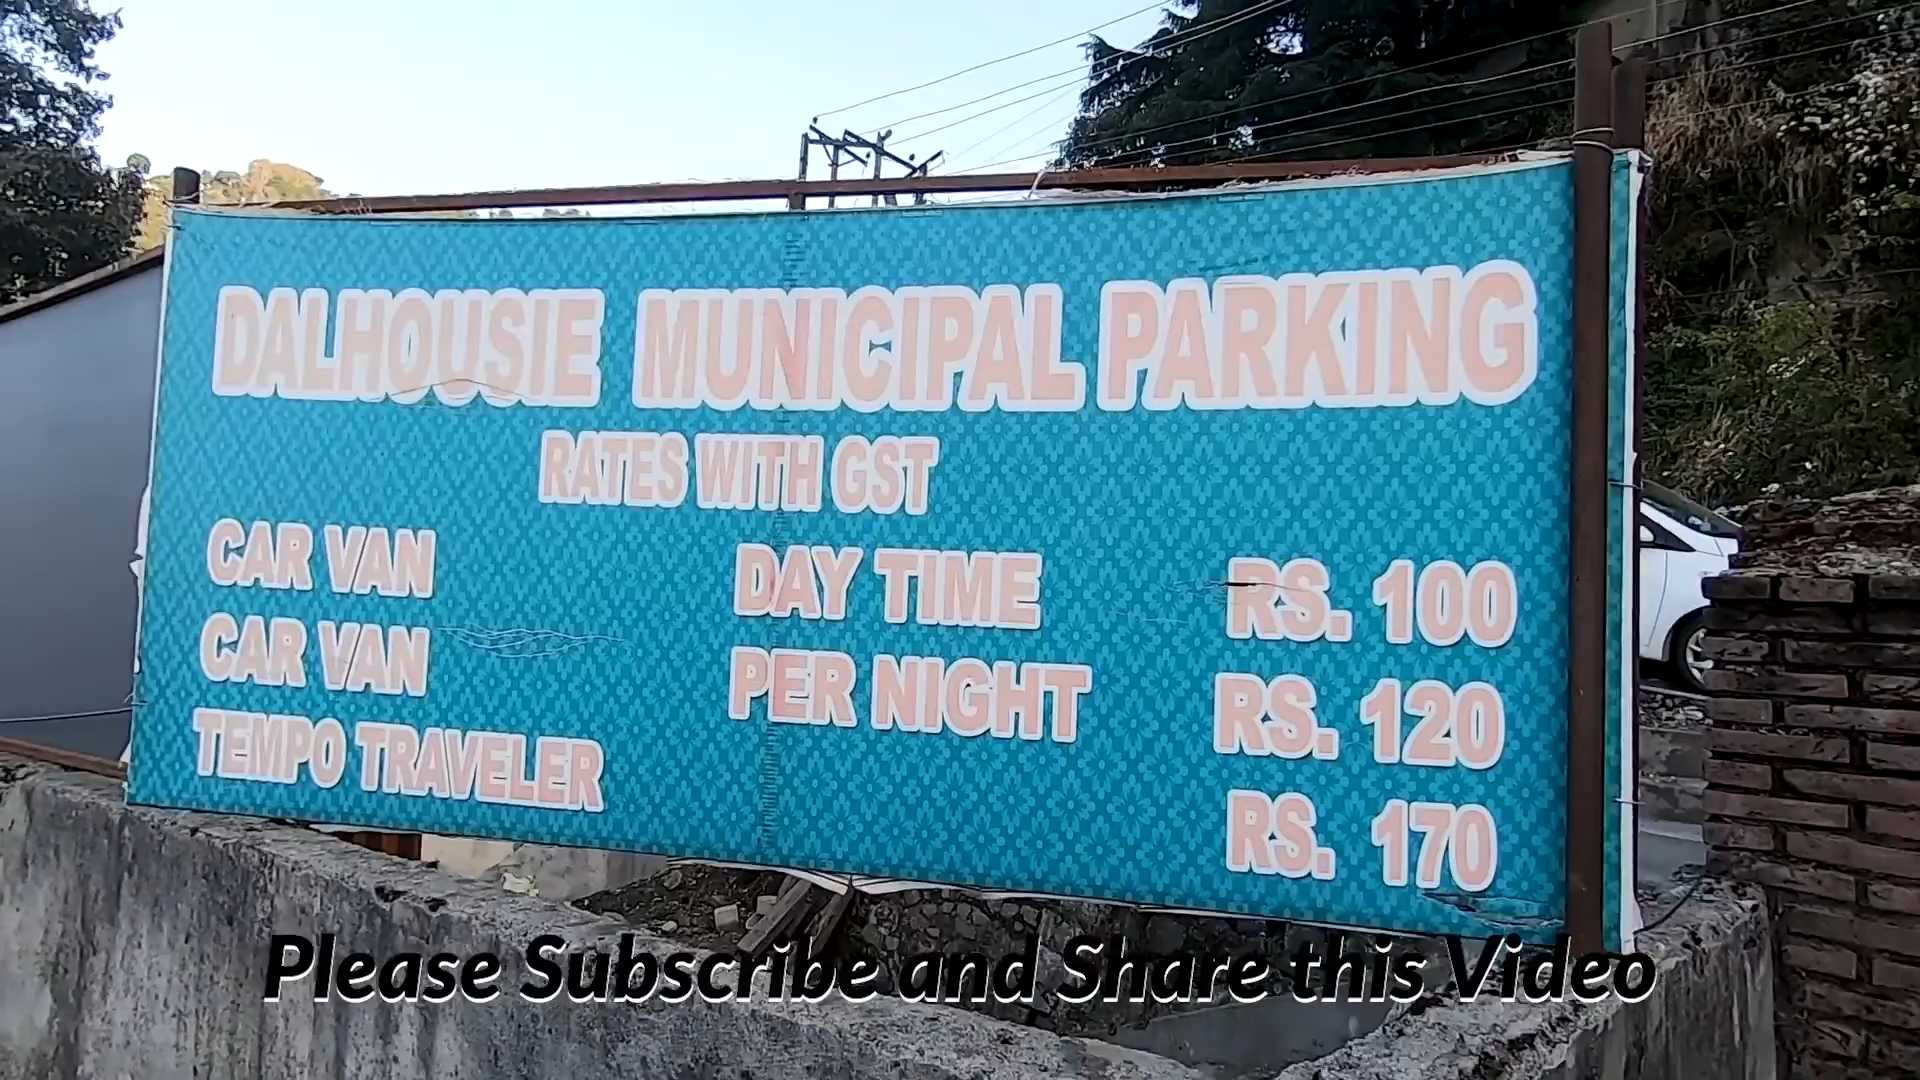 DALHOUSIE MUNICIPAL PARKING
RATES WITH GST
CAR VAN DAY TIME RS. 100
CAR VAN PER NIGHT RS. 120
TEMPO TRAVELER RS. 170
Please Subscribe and Share this Video